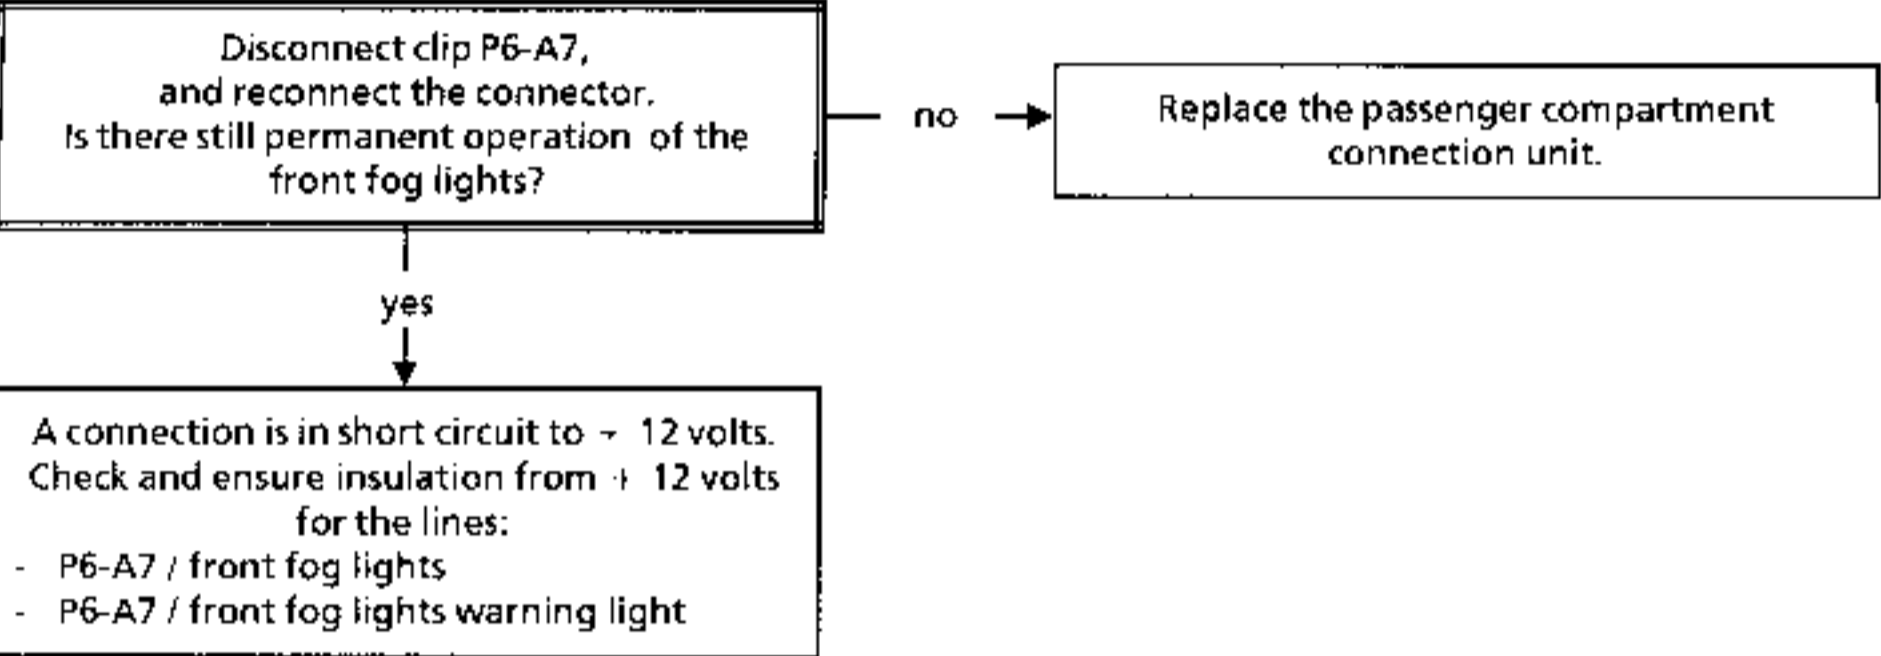 Disconnect clip P6-A7,
and reconnect the connector.
Is there still permanent operation of the
front fog lights?
no
Replace the passenger compartment
connection unit.
yes
A connection is in short circuit to + 12 volts.
Check and ensure insulation from + 12 volts
for the lines:
- P6-A7 / front fog lights
- P6-A7 / front fog lights warning light